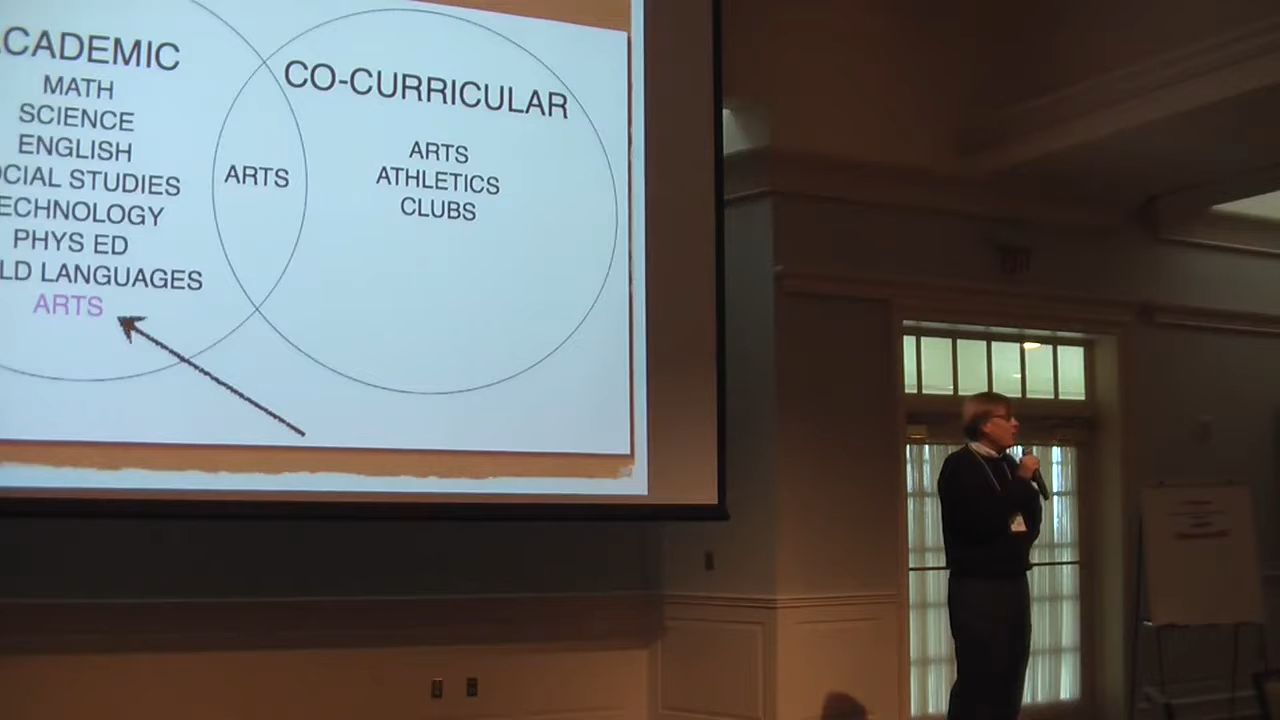 CADEMIC
MATH
SCIENCE
ENGLISH
OCIAL STUDIES
ECHNOLOGY
PHYS ED
LD LANGUAGES
ARTS
ARTS
CO-CURRICULAR
ARTS
ATHLETICS
CLUBS